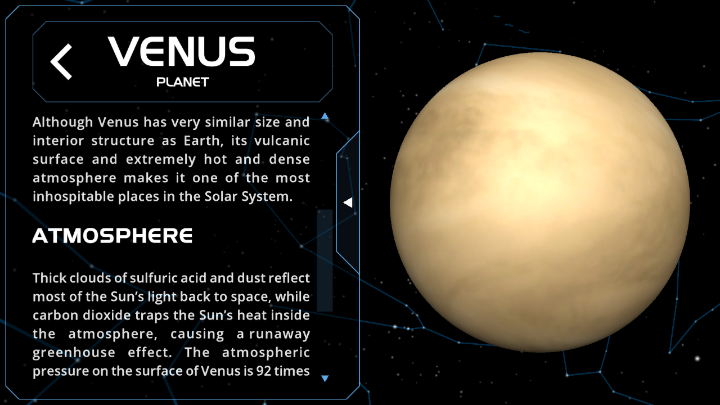 VENUS
PLANET
Although Venus has very similar size and
interior structure as Earth, its vulcanic
surface and extremely hot and dense
atmosphere makes it one of the most
inhospitable places in the Solar System.
ATMOSPHERE
Thick clouds of sulfuric acid and dust reflect
most of the Sun's light back to space, while
carbon dioxide traps the Sun's heat inside
the atmosphere, causing a runaway
greenhouse effect. The atmospheric
pressure on the surface of Venus is 92 times